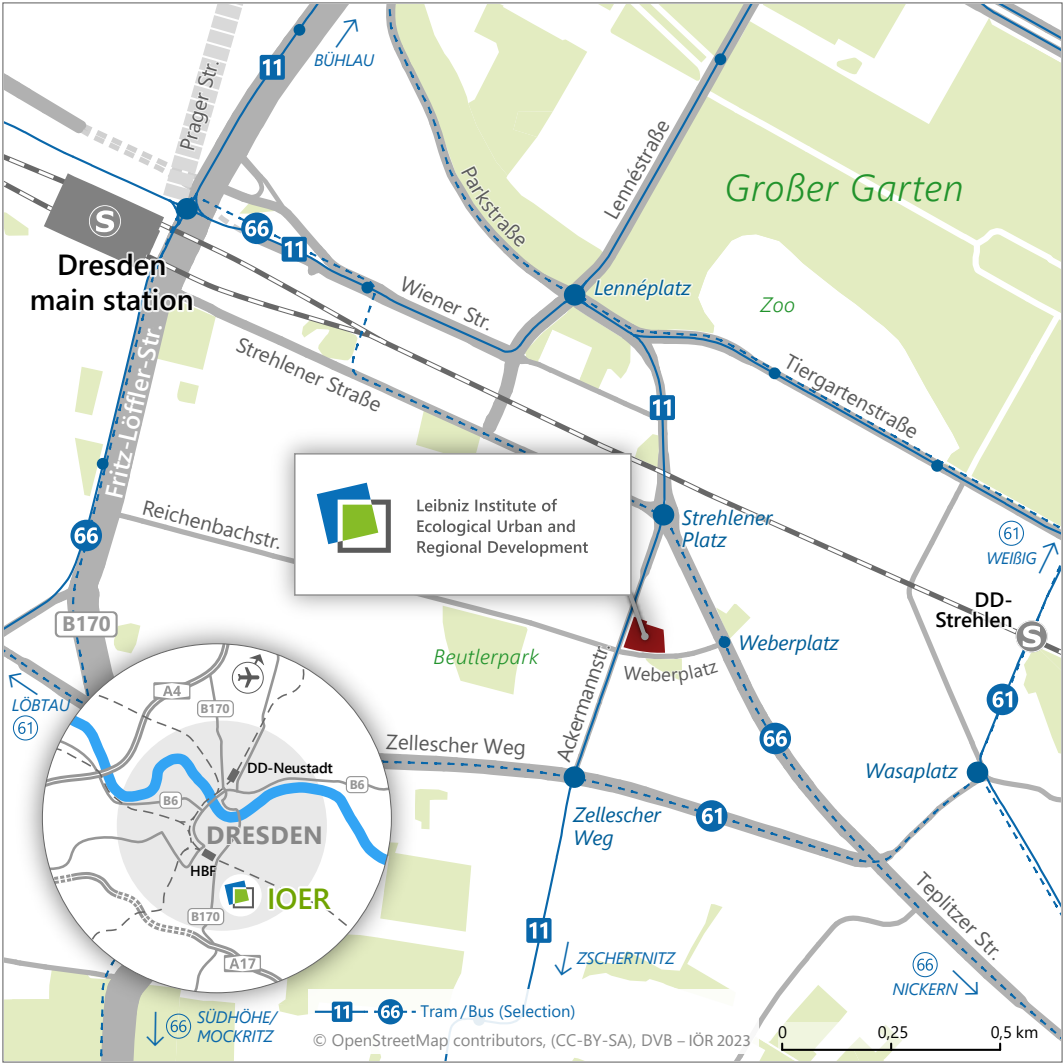 11
BÜHLAU
Prager Str.
Parkstraße
Lennéstraße
Großer Garten
S
66
11
Dresden
main station
Wiener Str.
Lennéplatz
Zoo
Strehlener Straße
Tiergartenstraße
Fritz-Löffler-Str.
11
Leibniz Institute of
Ecological Urban and
Regional Development
Reichenbachstr.
Strehlener
Platz
66
61
WEIßIG
DD-
Strehlen
S
B170
Beutlerpark
Weberplatz
Weberplatz
Ackermannstr.
LÖBTAU
61
A4
B170
61
66
Zellescher Weg
DD-Neustadt
B6
B6
Wasaplatz
DRESDEN
Zellescher
Weg
61
HBF
IOER
B170
A17
Teplitzer Str.
11
ZSCHERTNITZ
66
NICKERN
66
SÜDHÖHE/
MOCKRITZ
11 66 Tram/Bus (Selection)
© OpenStreetMap contributors, (CC-BY-SA), DVB – IÖR 2023
0 0,25 0,5 km